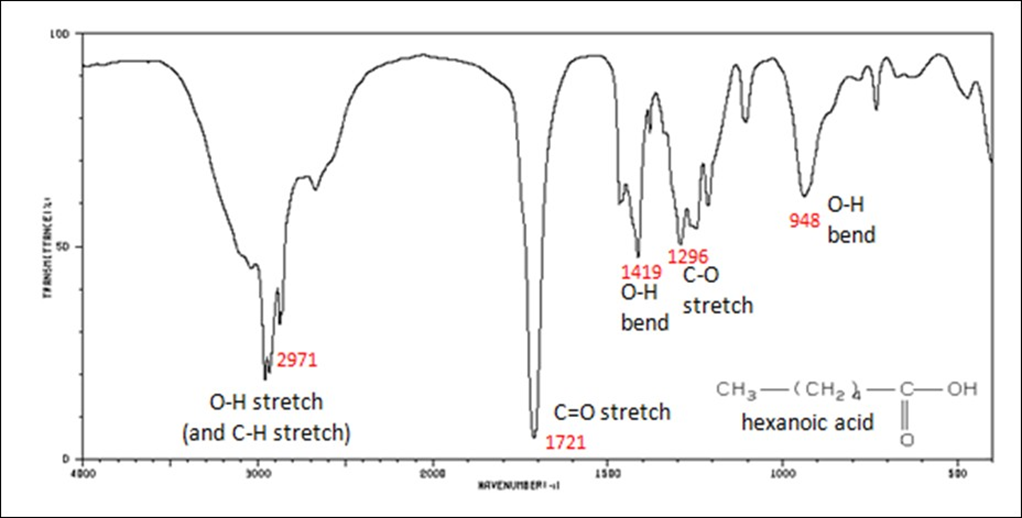 100
TRANSMITTANCE(%)
50
0
2971
O-H stretch
(and C-H stretch)
C=O stretch
1721
1419
O-H
bend
1296
C-O
stretch
948
O-H
bend
CH3—(CH2)4—C—OH
O
hexanoic acid
4000
3000
2000
1500
1000
500